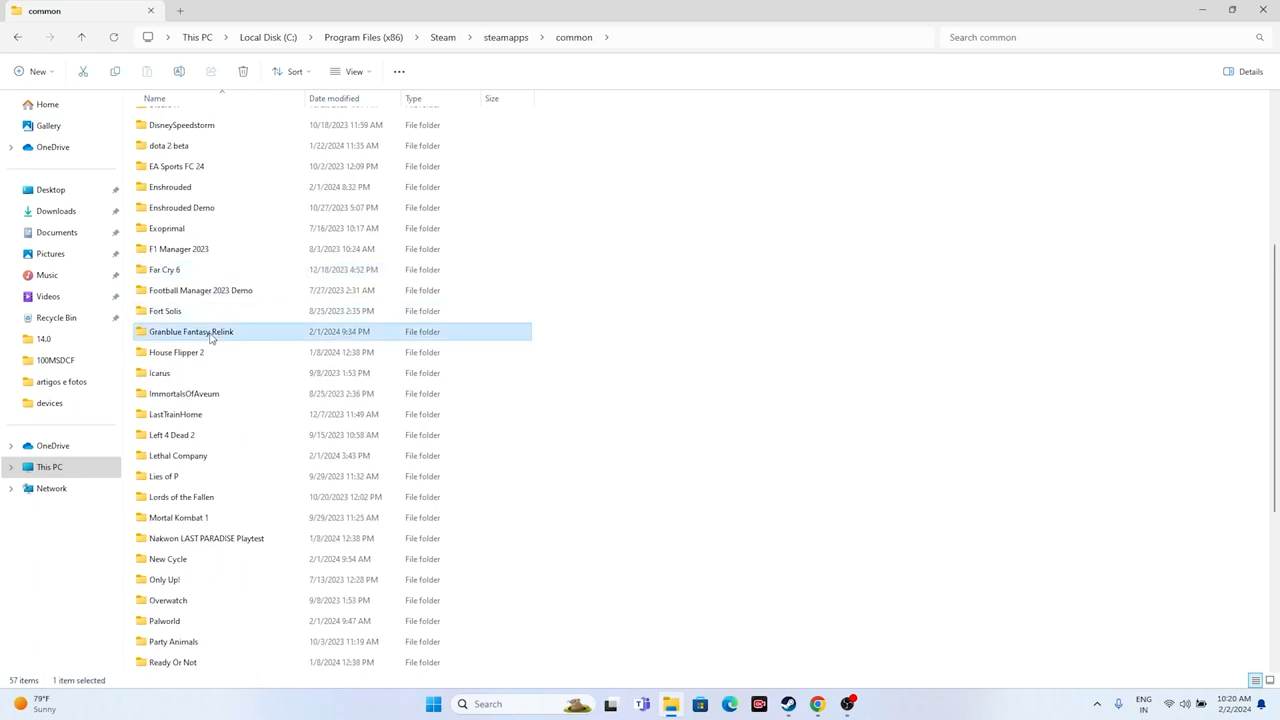 common
This PC > Local Disk (C:) > Program Files (x86) > Steam > steamapps > common >
Search common
New
Sort
View
Details
Name Date modified Type Size
Home
Gallery
OneDrive
Desktop
Downloads
Documents
Pictures
Music
Videos
Recycle Bin
14.0
100MSDCF
artigos e fotos
devices
OneDrive
This PC
Network
DisneySpeedstorm 10/18/2023 11:59 AM File folder
dota 2 beta 1/22/2024 11:35 AM File folder
EA Sports FC 24 10/2/2023 12:09 PM File folder
Enshrouded 2/1/2024 8:32 PM File folder
Enshrouded Demo 10/27/2023 5:07 PM File folder
Exoprimal 7/16/2023 10:17 AM File folder
F1 Manager 2023 8/3/2023 10:24 AM File folder
Far Cry 6 12/18/2023 4:52 PM File folder
Football Manager 2023 Demo 7/27/2023 2:31 AM File folder
Fort Solis 8/25/2023 2:35 PM File folder
Granblue Fantasy Relink 2/1/2024 9:34 PM File folder
House Flipper 2 1/8/2024 12:38 PM File folder
Icarus 9/8/2023 1:53 PM File folder
ImmortalsOfAveum 8/25/2023 2:36 PM File folder
LastTrainHome 12/7/2023 11:49 AM File folder
Left 4 Dead 2 9/15/2023 10:58 AM File folder
Lethal Company 2/1/2024 3:43 PM File folder
Lies of P 9/29/2023 11:32 AM File folder
Lords of the Fallen 10/20/2023 12:02 PM File folder
Mortal Kombat 1 9/29/2023 11:25 AM File folder
Nakwon LAST PARADISE Playtest 1/8/2024 12:38 PM File folder
New Cycle 2/1/2024 9:54 AM File folder
Only Up! 7/13/2023 12:28 PM File folder
Overwatch 9/8/2023 1:53 PM File folder
Palworld 2/1/2024 9:47 AM File folder
Party Animals 10/3/2023 11:19 AM File folder
Ready Or Not 1/8/2024 12:38 PM File folder
57 items 1 item selected
79°F
Sunny
Search
ENG
IN
10:20 AM
2/2/2024